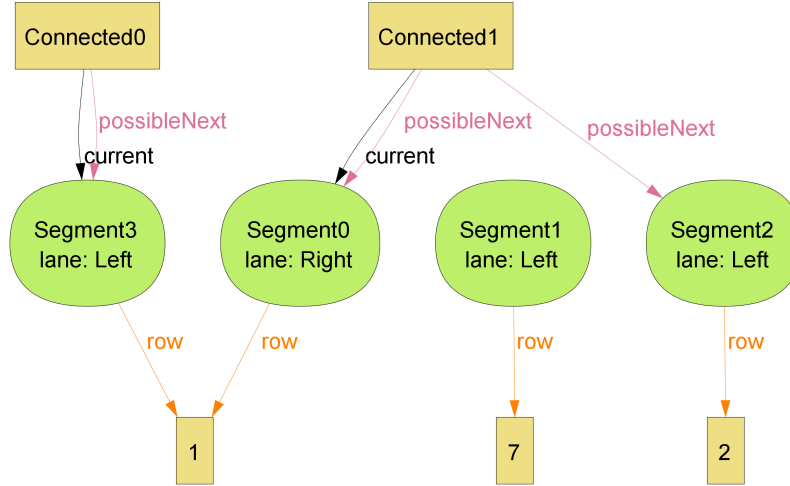 Connected0
Connected1
possibleNext
possibleNext
possibleNext
current
current
Segment3
lane: Left
Segment0
lane: Right
Segment1
lane: Left
Segment2
lane: Left
row
row
row
row
1
7
2